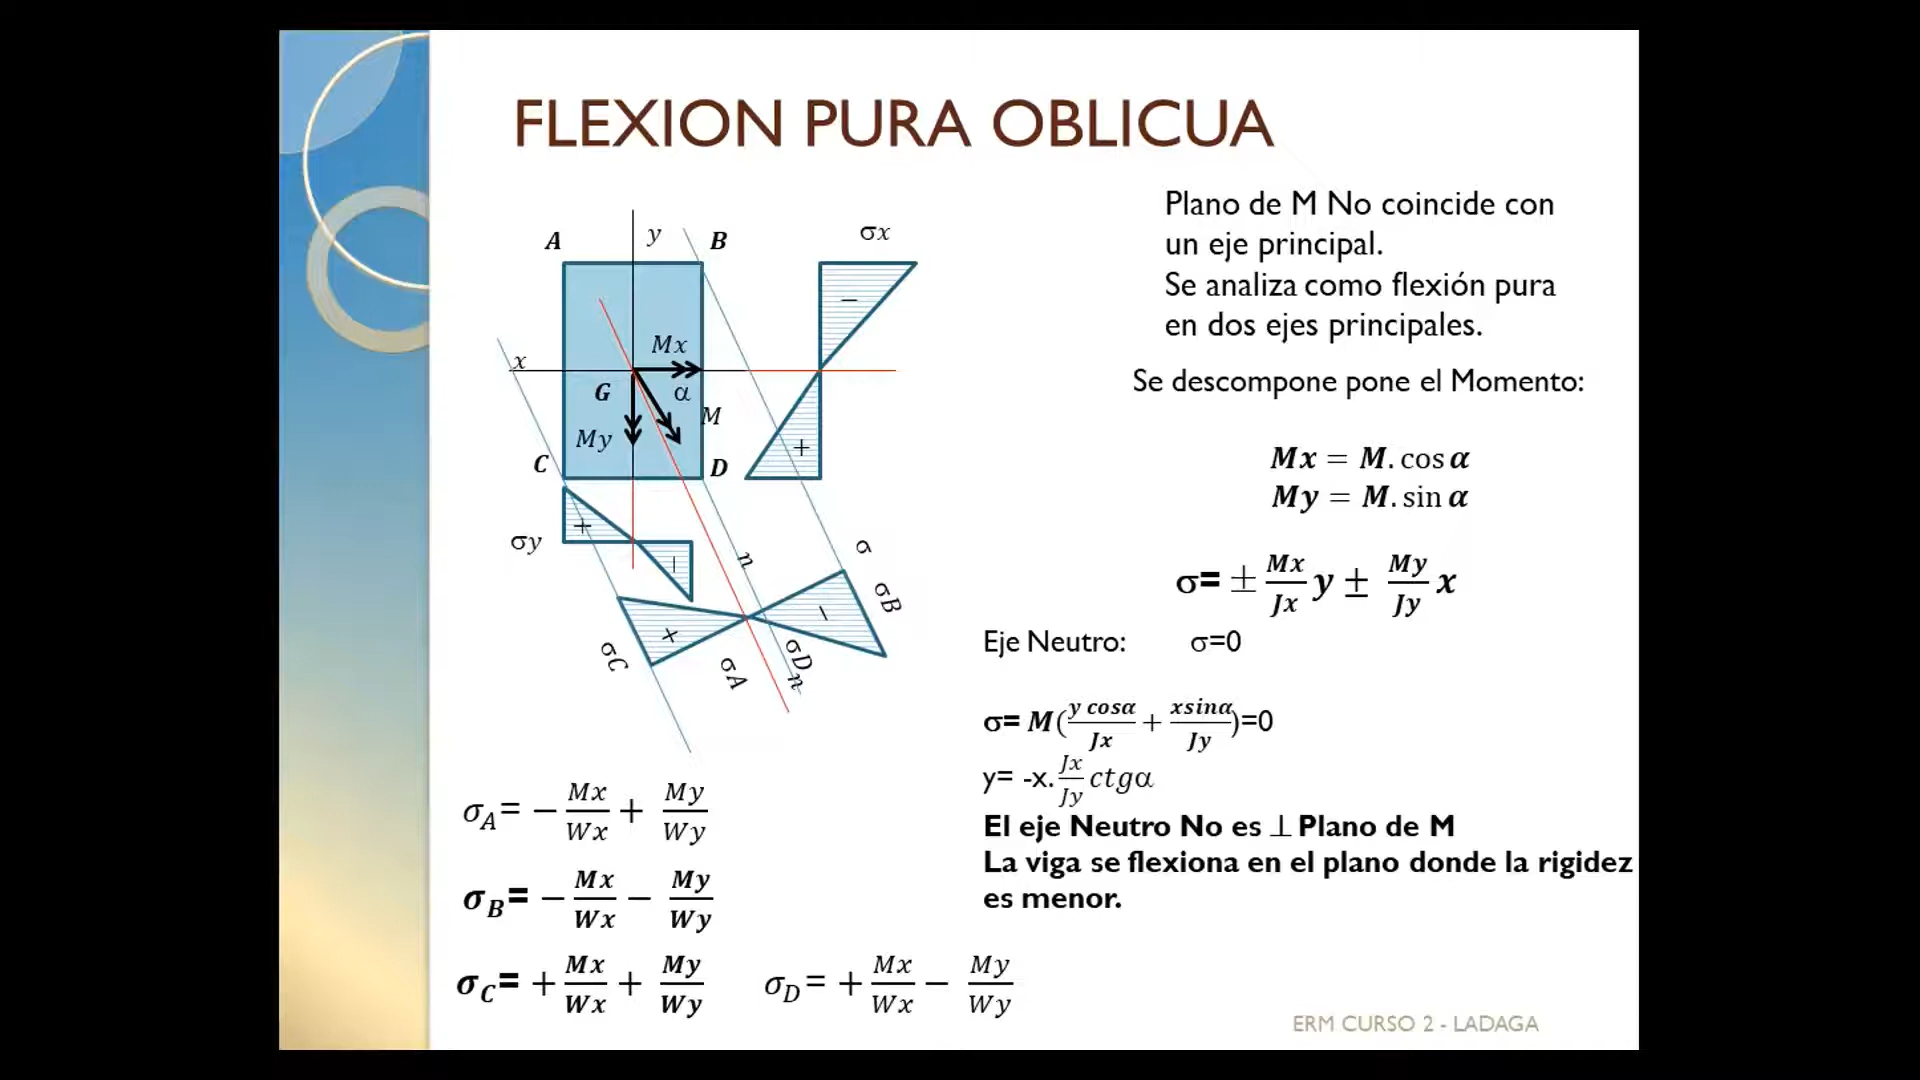 FLEXION PURA OBLICUA
A
y
B
σx
x
Mx
G
α
M
My
C
D
−
+
σy
+
−
n
σ
σB
+
−
σC
σA
σD
n
Plano de M No coincide con
un eje principal.
Se analiza como flexión pura
en dos ejes principales.
Se descompone pone el Momento:
Mx = M. cos α
My = M. sin α
σ= ± Mx/Jx y ± My/Jy x
Eje Neutro: σ=0
σ= M(y cosα/Jx + xsinα/Jy)=0
y= -x. Jx/Jy ctgα
El eje Neutro No es ⊥ Plano de M
La viga se flexiona en el plano donde la rigidez
es menor.
σA= − Mx/Wx + My/Wy
σB= − Mx/Wx − My/Wy
σC= + Mx/Wx + My/Wy
σD= + Mx/Wx − My/Wy
ERM CURSO 2 - LADAGA